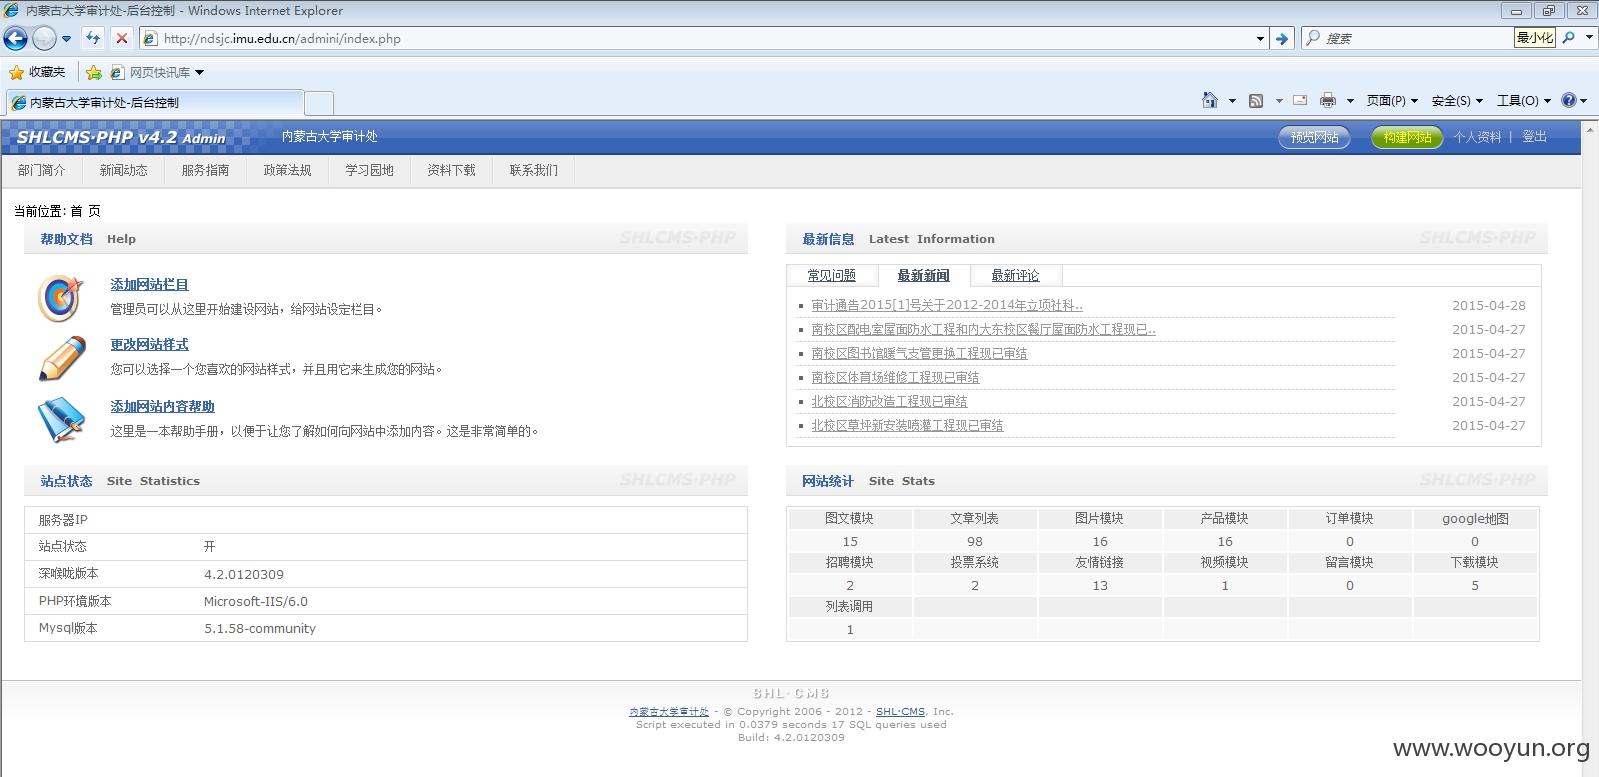 内蒙古大学审计处-后台控制 - Windows Internet Explorer
http://ndsjc.imu.edu.cn/admini/index.php
搜索
最小化
收藏夹
网页快讯库
内蒙古大学审计处-后台控制
页面(P)
安全(S)
工具(O)
SHLCMS·PHP v4.2 Admin
内蒙古大学审计处
预览网站
构建网站
个人资料 | 登出
部门简介
新闻动态
服务指南
政策法规
学习园地
资料下载
联系我们
当前位置: 首 页
帮助文档 Help
SHLCMS·PHP
添加网站栏目
管理员可以从这里开始建设网站，给网站设定栏目。
更改网站样式
您可以选择一个您喜欢的网站样式，并且用它来生成您的网站。
添加网站内容帮助
这里是一本帮助手册，以便于让您了解如何向网站中添加内容。这是非常简单的。
最新信息 Latest Information
SHLCMS·PHP
常见问题
最新新闻
最新评论
审计通告2015[1]号关于2012-2014年立项社科.. 2015-04-28
南校区配电室屋面防水工程和内大东校区餐厅屋面防水工程现已.. 2015-04-27
南校区图书馆暖气支管更换工程现已审结 2015-04-27
南校区体育场维修工程现已审结 2015-04-27
北校区消防改造工程现已审结 2015-04-27
北校区草坪新安装喷灌工程现已审结 2015-04-27
站点状态 Site Statistics
SHLCMS·PHP
服务器IP
站点状态 开
深喉咙版本 4.2.0120309
PHP环境版本 Microsoft-IIS/6.0
Mysql版本 5.1.58-community
网站统计 Site Stats
SHLCMS·PHP
图文模块 文章列表 图片模块 产品模块 订单模块 google地图
15 98 16 16 0 0
招聘模块 投票系统 友情链接 视频模块 留言模块 下载模块
2 2 13 1 0 5
列表调用
1
SHL·CMS
内蒙古大学审计处 - © Copyright 2006 - 2012 - SHL·CMS, Inc.
Script executed in 0.0379 seconds 17 SQL queries used
Build: 4.2.0120309
www.wooyun.org